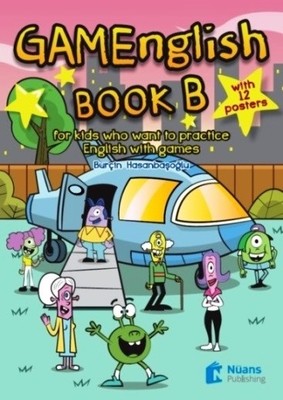 GAMEnglish
BOOK B
with
12
posters
for kids who want to practice
English with games
Burçin Hasanbaşoğlu
Nüans
Publishing